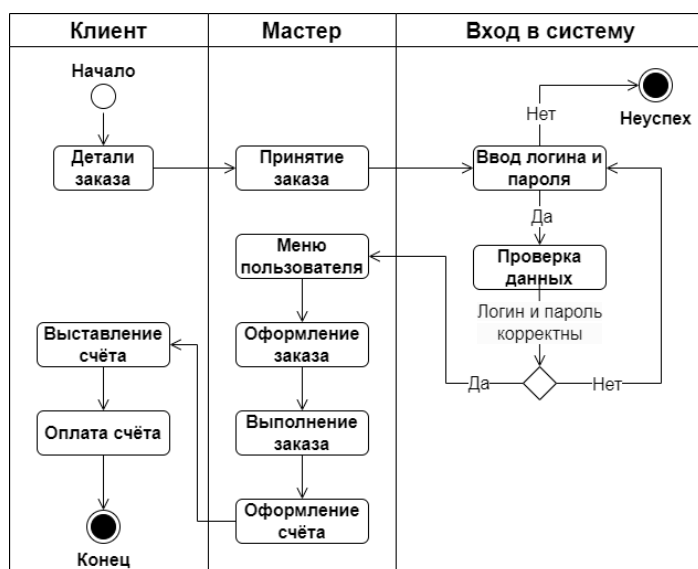 Клиент
Мастер
Вход в систему
Начало
Неуспех
Нет
Детали
заказа
Принятие
заказа
Ввод логина и
пароля
Да
Меню
пользователя
Проверка
данных
Логин и пароль
корректны
Выставление
счёта
Оформление
заказа
Да
Нет
Оплата счёта
Выполнение
заказа
Оформление
счёта
Конец